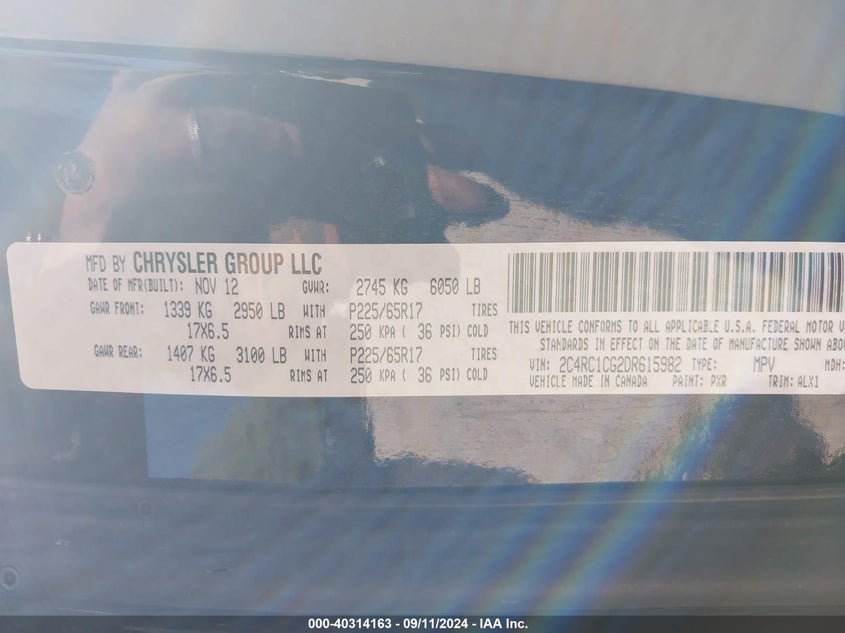 MFD BY CHRYSLER GROUP LLC
DATE OF MFR(BUILT): NOV 12 GVWR: 2745 KG 6050 LB
GAWR FRONT: 1339 KG 2950 LB WITH P225/65R17 TIRES
17X6.5 RIMS AT 250 KPA ( 36 PSI) COLD
GAWR REAR: 1407 KG 3100 LB WITH P225/65R17 TIRES
17X6.5 RIMS AT 250 KPA ( 36 PSI) COLD
THIS VEHICLE CONFORMS TO ALL APPLICABLE U.S.A. FEDERAL MOTOR V
STANDARDS IN EFFECT ON THE DATE OF MANUFACTURE SHOWN ABOV
VIN: 2C4RC1CG2DR615982 TYPE: MPV MDH:
VEHICLE MADE IN CANADA PAINT: PXR TRIM: ALX1
000-40314163 - 09/11/2024 - IAA Inc.